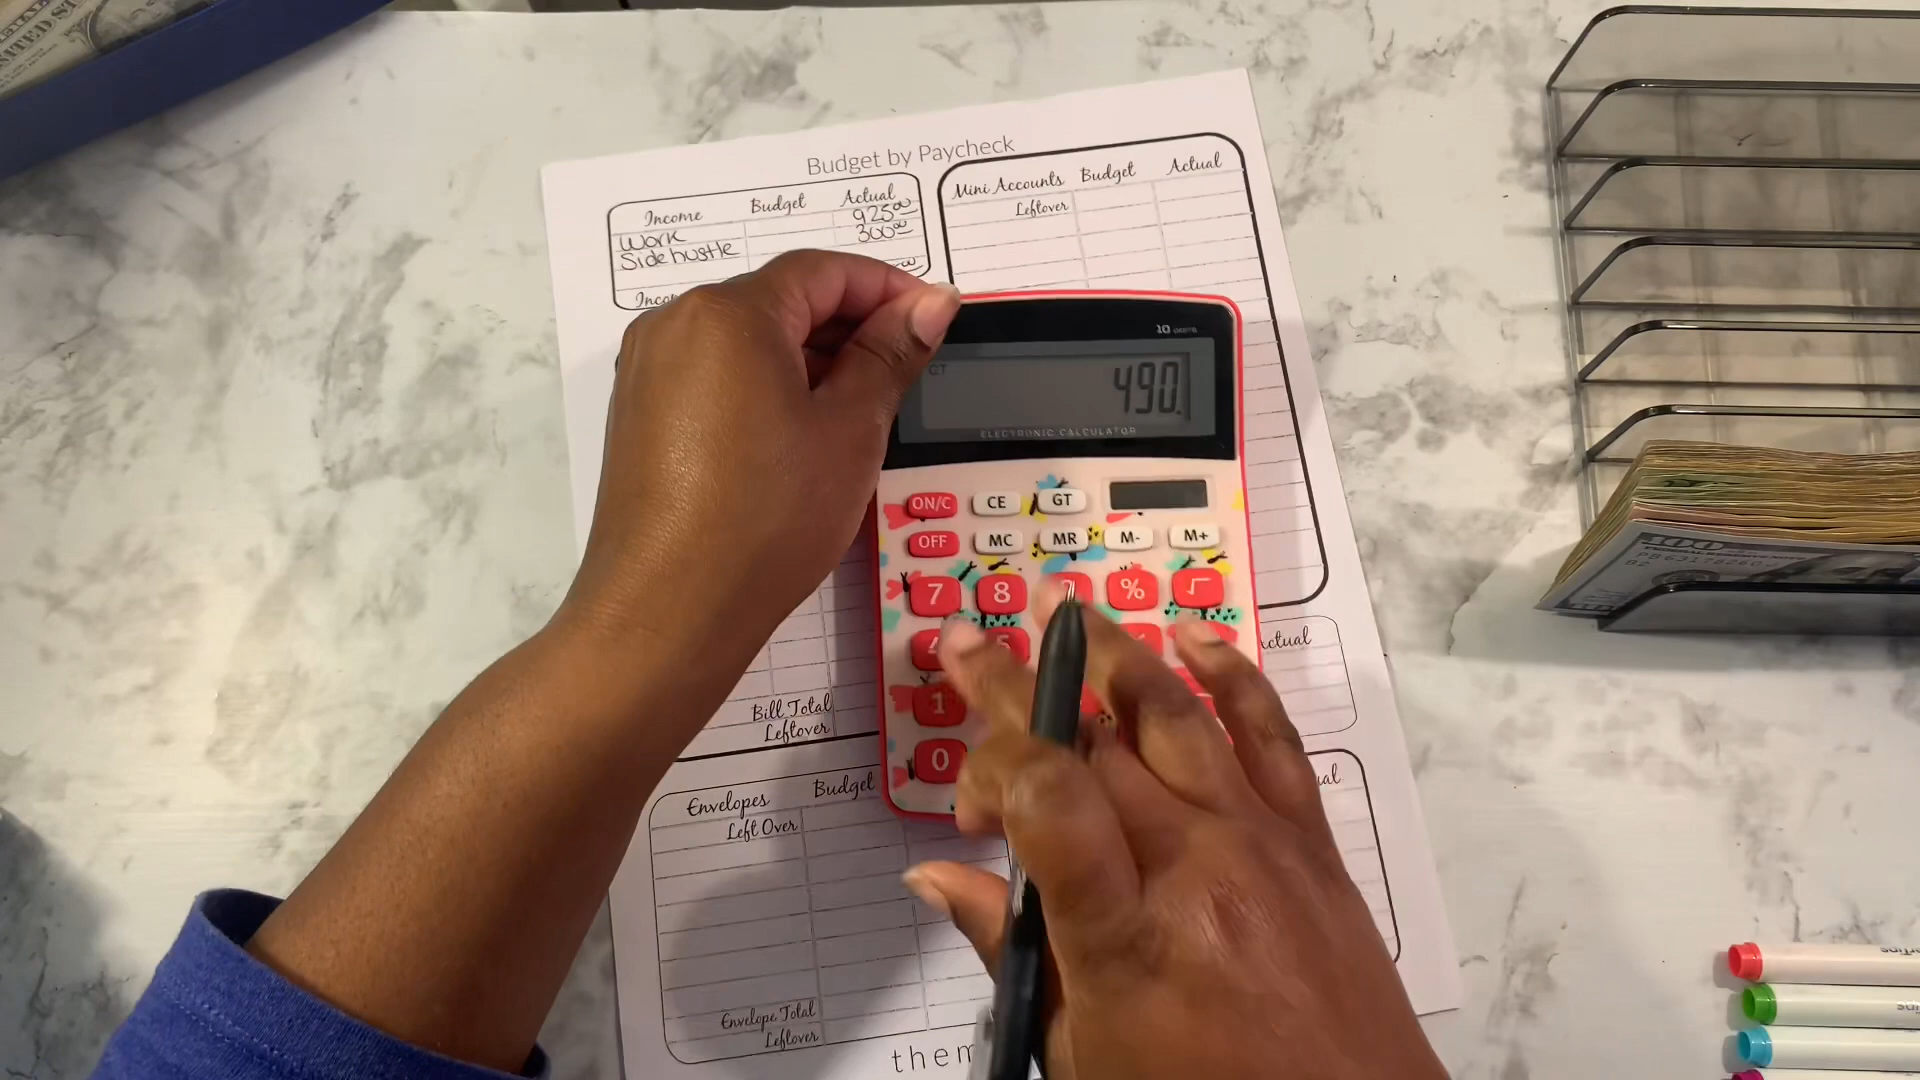 Budget by Paycheck
Income Budget Actual
Work 925.00
Side hustle 300.00
Mini Accounts Budget Actual
Leftover
10
GT
490.
ELECTRONIC CALCULATOR
ON/C CE GT
OFF MC MR M- M+
7 8 % √
1
0
100
Bill Total
Leftover
Envelopes Budget
Left Over
Envelope Total
Leftover